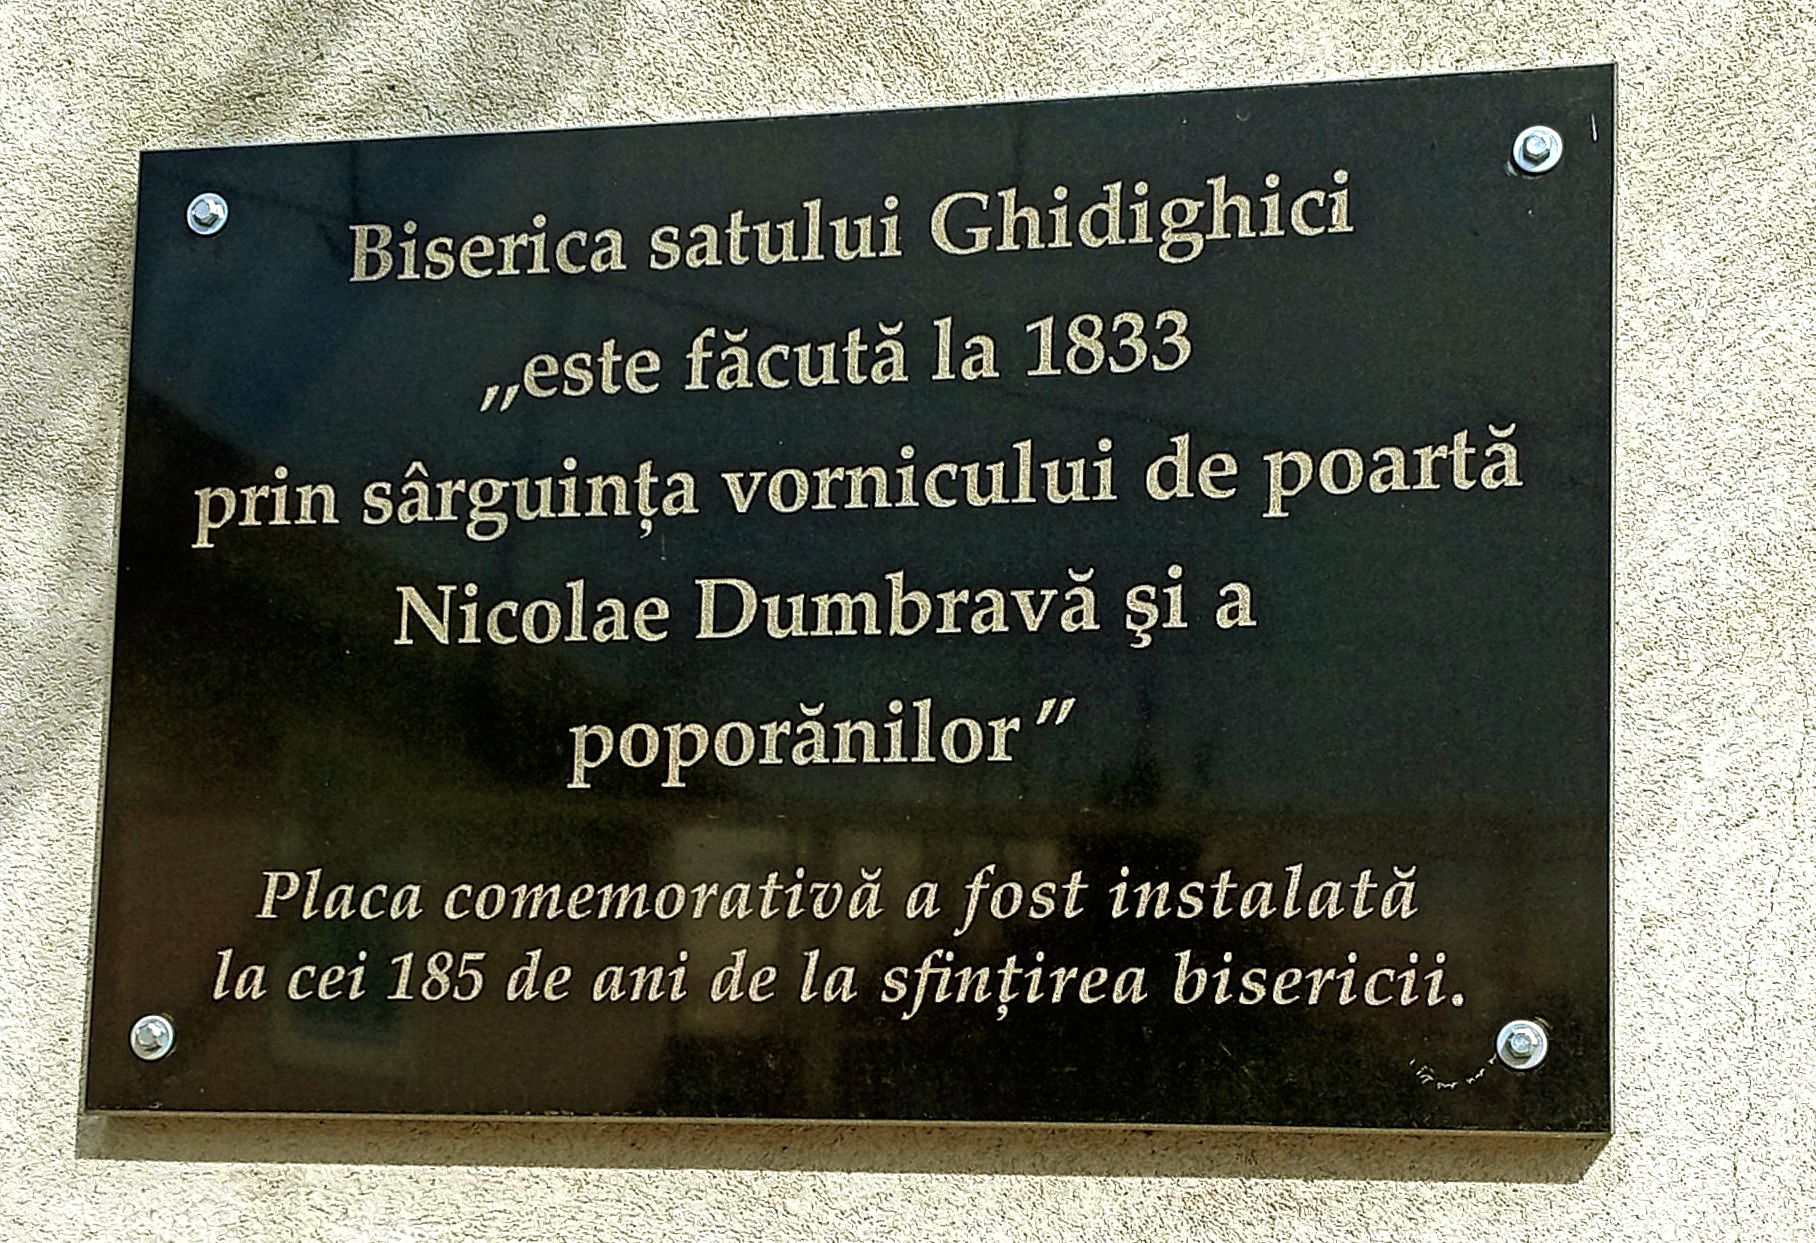 Biserica satului Ghidighici
„este făcută la 1833
prin sârguința vornicului de poartă
Nicolae Dumbravă şi a
poporănilor”
Placa comemorativă a fost instalată
la cei 185 de ani de la sfințirea bisericii.